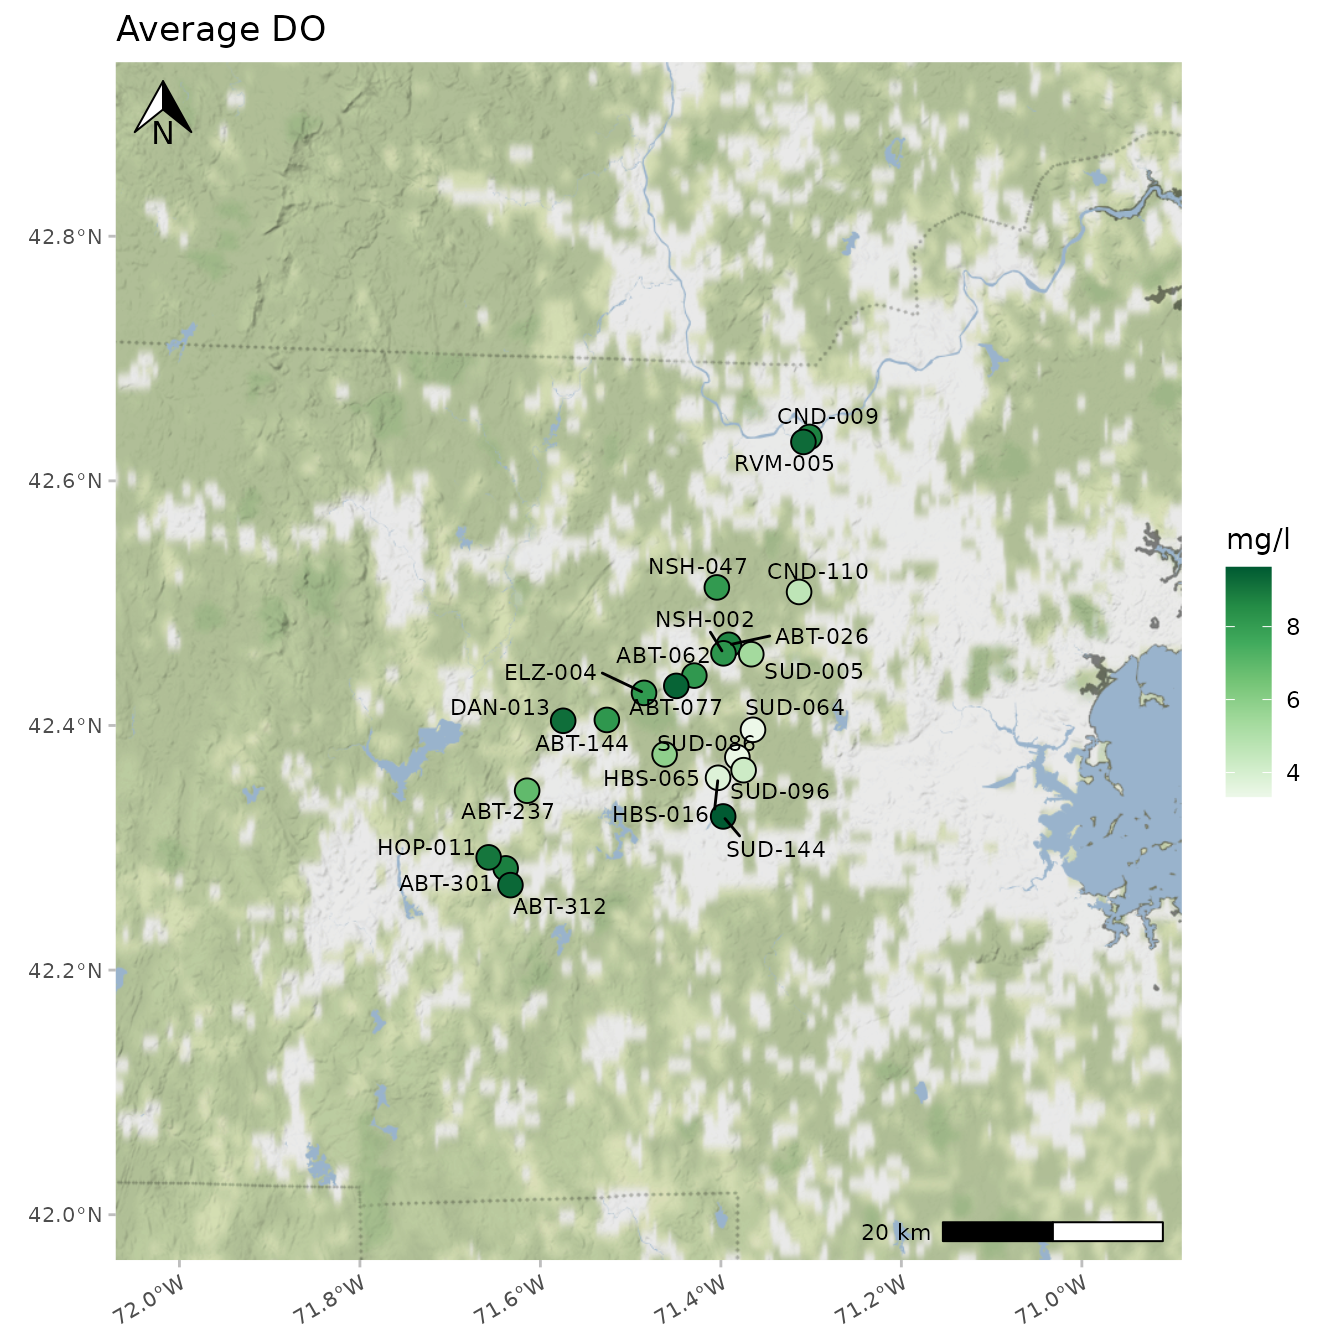 Average DO
N
42.8°N
42.6°N
42.4°N
42.2°N
42.0°N
CND-009
RVM-005
NSH-047
CND-110
NSH-002
ABT-026
ABT-062
SUD-005
ELZ-004
DAN-013
ABT-077
SUD-064
ABT-144
SUD-086
HBS-065
SUD-096
ABT-237
HBS-016
SUD-144
HOP-011
ABT-301
ABT-312
20 km
72.0°W
71.8°W
71.6°W
71.4°W
71.2°W
71.0°W
mg/l
8
6
4